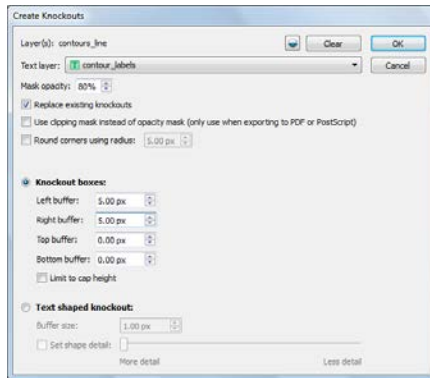 Create Knockouts
Layer(s): contours_line Clear OK
Text layer: T contour_labels Cancel
Mask opacity: 80%
Replace existing knockouts
Use clipping mask instead of opacity mask (only use when exporting to PDF or PostScript)
Round corners using radius: 5.00 px
Knockout boxes:
Left buffer: 5.00 px
Right buffer: 5.00 px
Top buffer: 0.00 px
Bottom buffer: 0.00 px
Limit to cap height
Text shaped knockout:
Buffer size: 1.00 px
Set shape detail:
More detail Less detail